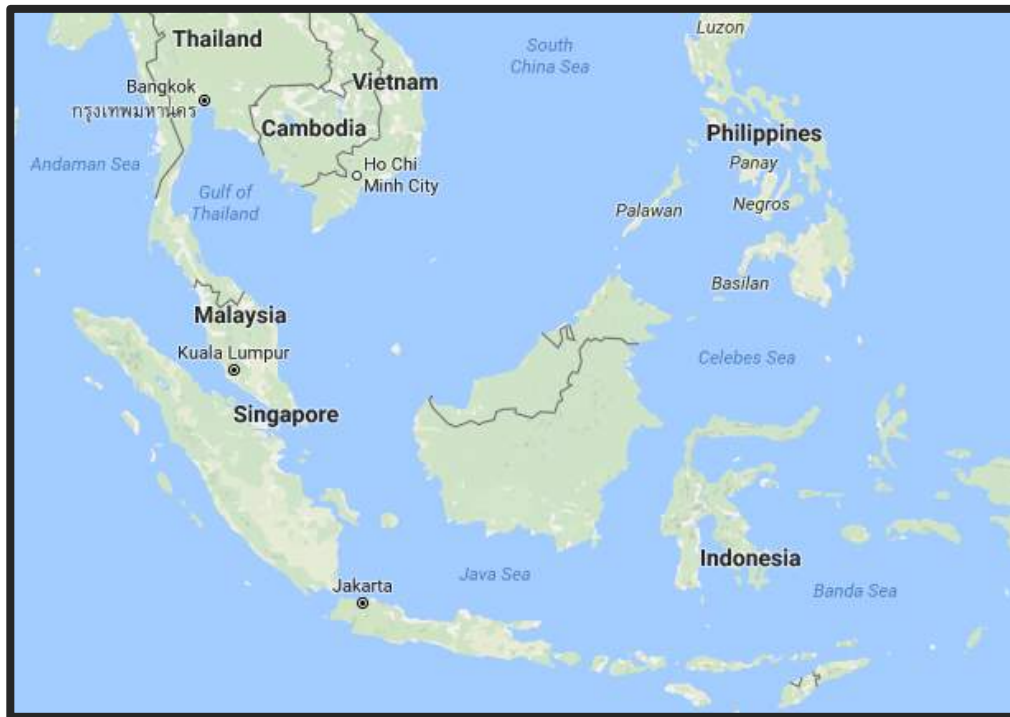 Luzon
Thailand
South
China Sea
Vietnam
Bangkok
กรุงเทพมหานคร
Cambodia
Philippines
Andaman Sea
Ho Chi
Minh City
Panay
Gulf of
Thailand
Palawan
Negros
Basilan
Malaysia
Kuala Lumpur
Celebes Sea
Singapore
Indonesia
Java Sea
Jakarta
Banda Sea